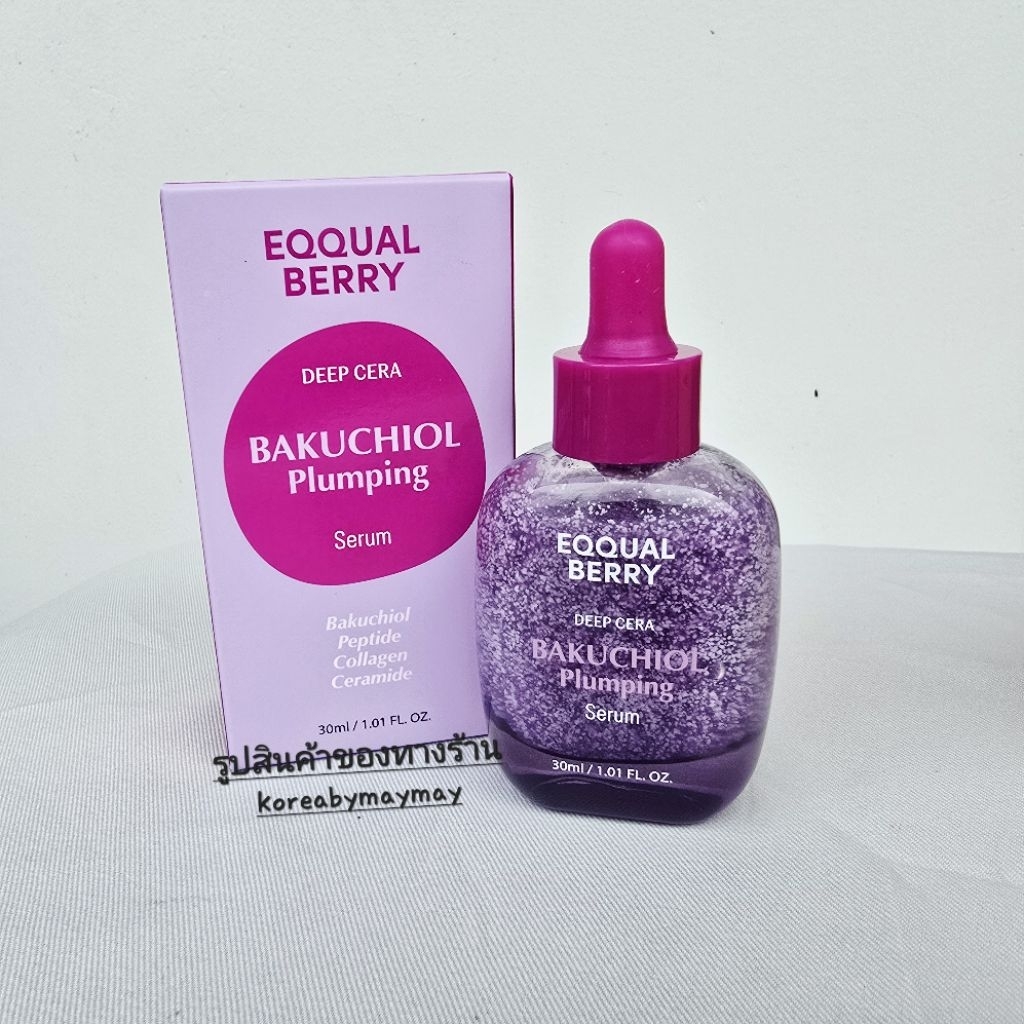 EQQUAL
BERRY
DEEP CERA
BAKUCHIOL
Plumping
Serum
Bakuchiol
Peptide
Collagen
Ceramide
30ml / 1.01 FL. OZ.
EQQUAL
BERRY
DEEP CERA
BAKUCHIOL
Plumping
Serum
30ml / 1.01 FL. OZ.
รูปสินค้าของทางร้าน
koreabymaymay